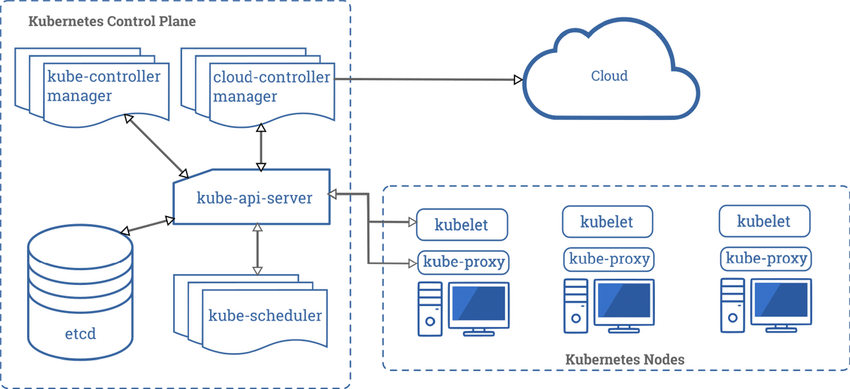 Kubernetes Control Plane
kube-controller
manager
cloud-controller
manager
Cloud
kube-api-server
etcd
kube-scheduler
kubelet
kube-proxy
kubelet
kube-proxy
kubelet
kube-proxy
Kubernetes Nodes